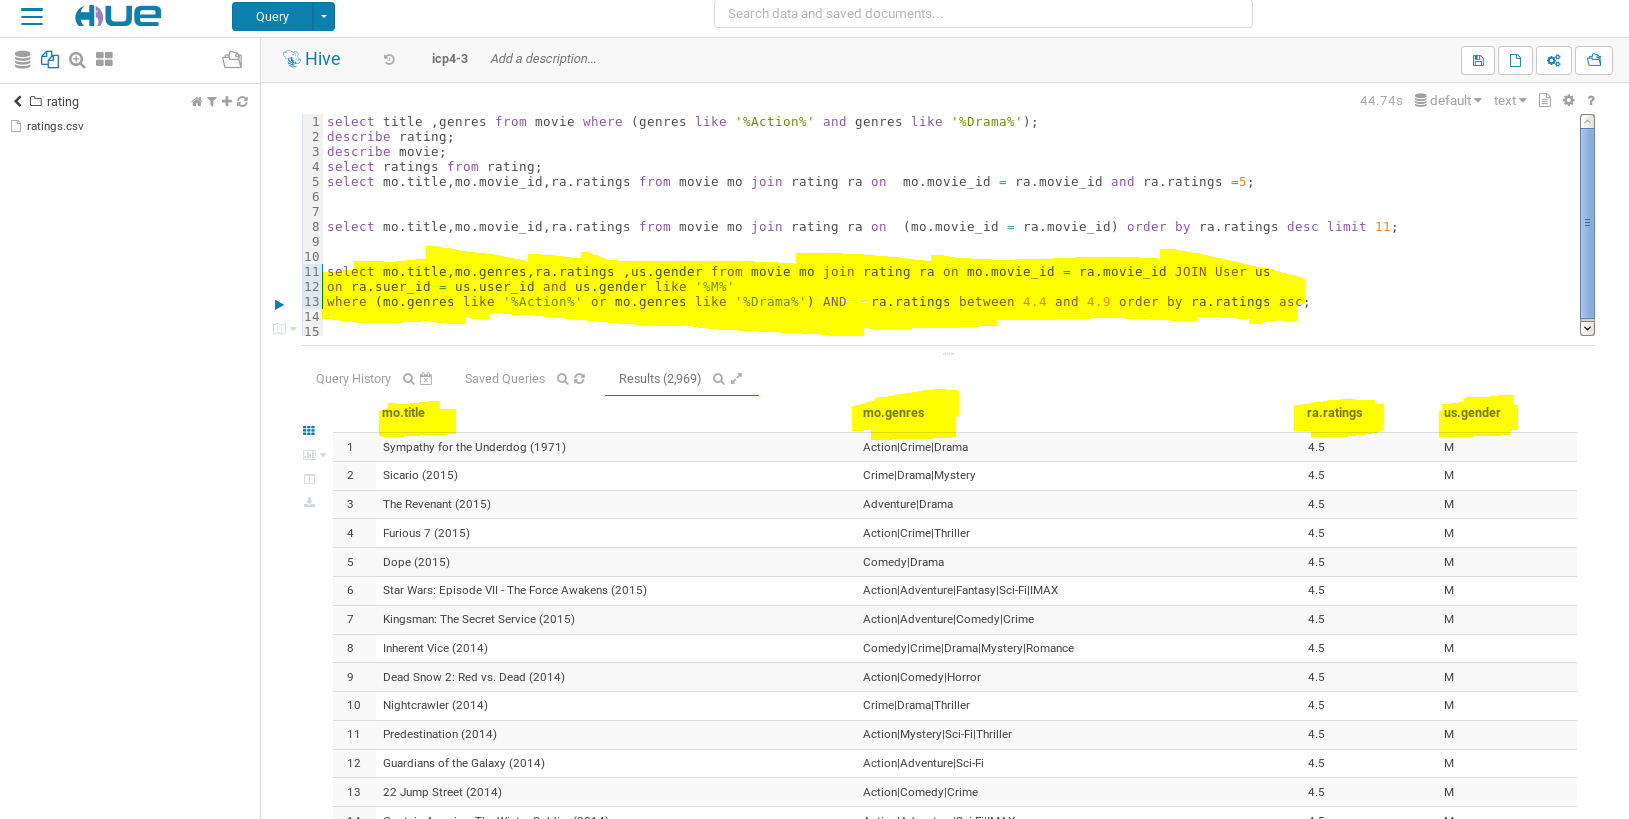 HUE
Query
Search data and saved documents...
Hive
icp4-3
Add a description...
rating
ratings.csv
44.74s
default
text
?
1 select title ,genres from movie where (genres like '%Action%' and genres like '%Drama%');
2 describe rating;
3 describe movie;
4 select ratings from rating;
5 select mo.title,mo.movie_id,ra.ratings from movie mo join rating ra on  mo.movie_id = ra.movie_id and ra.ratings =5;
6
7
8 select mo.title,mo.movie_id,ra.ratings from movie mo join rating ra on  (mo.movie_id = ra.movie_id) order by ra.ratings desc limit 11;
9
10
11 select mo.title,mo.genres,ra.ratings ,us.gender from movie mo join rating ra on mo.movie_id = ra.movie_id JOIN User us
12 on ra.suer_id = us.user_id and us.gender like '%M%'
13 where (mo.genres like '%Action%' or mo.genres like '%Drama%') AND   ra.ratings between 4.4 and 4.9 order by ra.ratings asc;
14
15
Query History
Saved Queries
Results (2,969)
mo.title mo.genres ra.ratings us.gender
1 Sympathy for the Underdog (1971) Action|Crime|Drama 4.5 M
2 Sicario (2015) Crime|Drama|Mystery 4.5 M
3 The Revenant (2015) Adventure|Drama 4.5 M
4 Furious 7 (2015) Action|Crime|Thriller 4.5 M
5 Dope (2015) Comedy|Drama 4.5 M
6 Star Wars: Episode VII - The Force Awakens (2015) Action|Adventure|Fantasy|Sci-Fi|IMAX 4.5 M
7 Kingsman: The Secret Service (2015) Action|Adventure|Comedy|Crime 4.5 M
8 Inherent Vice (2014) Comedy|Crime|Drama|Mystery|Romance 4.5 M
9 Dead Snow 2: Red vs. Dead (2014) Action|Comedy|Horror 4.5 M
10 Nightcrawler (2014) Crime|Drama|Thriller 4.5 M
11 Predestination (2014) Action|Mystery|Sci-Fi|Thriller 4.5 M
12 Guardians of the Galaxy (2014) Action|Adventure|Sci-Fi 4.5 M
13 22 Jump Street (2014) Action|Comedy|Crime 4.5 M